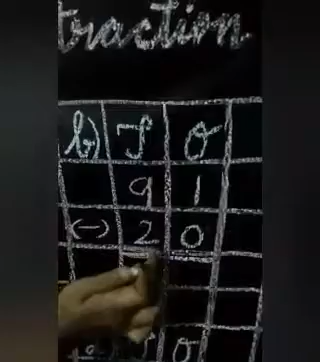 traction
b) T O
9 1
(-) 2 0
T O